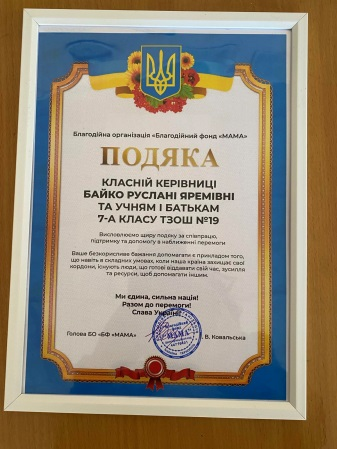 Благодійна організація «Благодійний фонд «МАМА»
ПОДЯКА
КЛАСНІЙ КЕРІВНИЦІ
БАЙКО РУСЛАНІ ЯРЕМІВНІ
ТА УЧНЯМ І БАТЬКАМ
7-А КЛАСУ ТЗОШ №19
Висловлюємо щиру подяку за співпрацю,
підтримку та допомогу в наближенні перемоги
Ваше безкорисливе бажання допомагати є прикладом того,
що навіть в складних умовах, коли наша країна захищає свої
кордони, існують люди, що готові віддавати свій час, зусилля
та ресурси, щоб допомагати іншим.
Ми єдина, сильна нація!
Разом до перемоги!
Слава Україні!
Голова БО «БФ «МАМА» В. Ковальська
МАМА